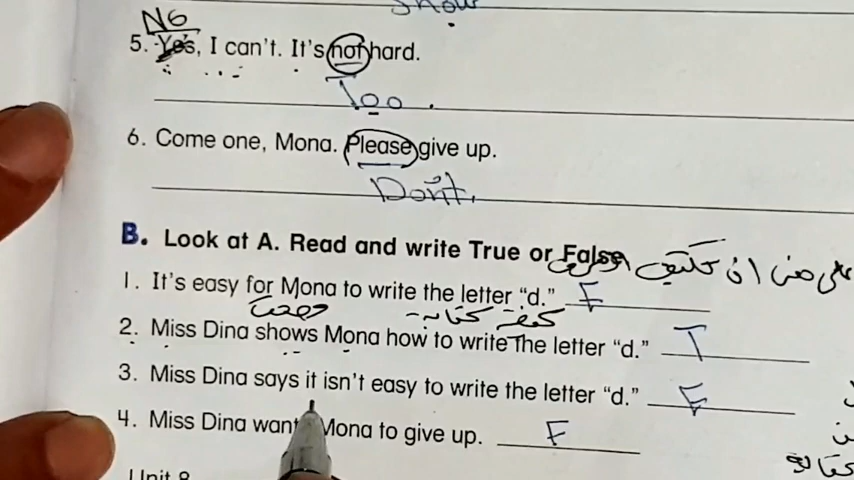 Show
No
5. Yes, I can't. It's not hard.
Too.
6. Come one, Mona. Please give up.
Don't.
B. Look at A. Read and write True or False
1. It's easy for Mona to write the letter “d.” F
2. Miss Dina shows Mona how to write the letter “d.” T
3. Miss Dina says it isn't easy to write the letter “d.” F
4. Miss Dina want Mona to give up. F
Unit 8